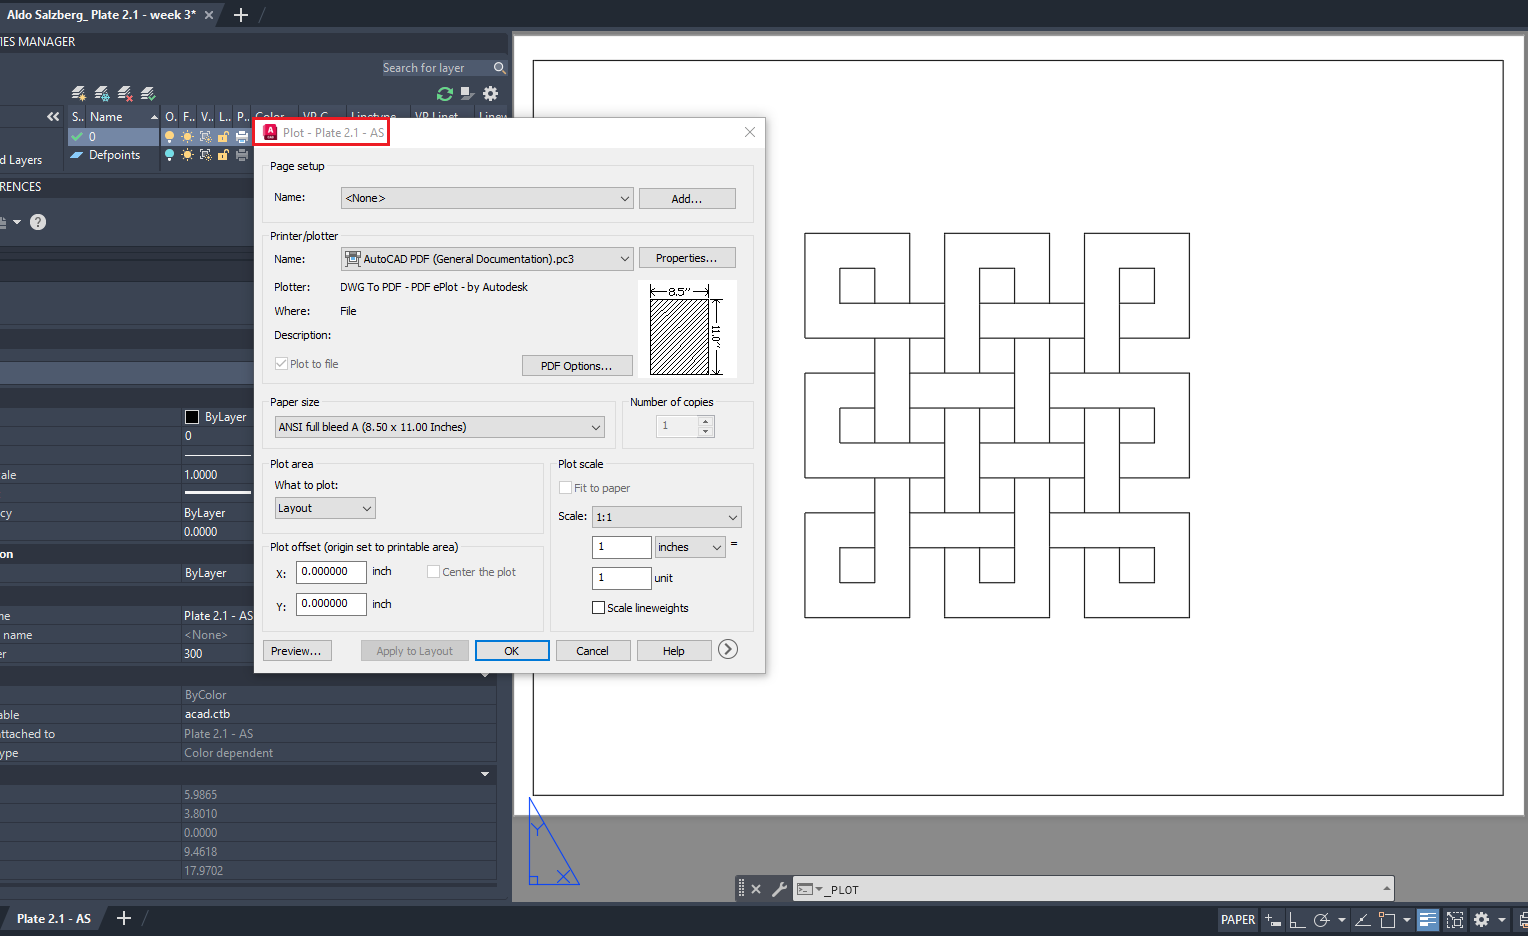 Aldo Salzberg_ Plate 2.1 - week 3*
IES MANAGER
Search for layer
S.. Name O. F.. V.. L.. P.. Color VP C... Linetype VP Linet... Linew
0
Defpoints
d Layers
RENCES
Plot - Plate 2.1 - AS
Page setup
Name: <None> Add...
Printer/plotter
Name: AutoCAD PDF (General Documentation).pc3 Properties...
Plotter: DWG To PDF - PDF ePlot - by Autodesk
Where: File
Description:
Plot to file
PDF Options...
8.5''
11.0''
Paper size
ANSI full bleed A (8.50 x 11.00 Inches)
Number of copies
1
Plot area
What to plot:
Layout
Plot scale
Fit to paper
Scale: 1:1
1 inches =
1 unit
Scale lineweights
Plot offset (origin set to printable area)
X: 0.000000 inch
Center the plot
Y: 0.000000 inch
Preview... Apply to Layout OK Cancel Help
ByLayer
0
ale 1.0000
cy ByLayer
0.0000
on
ByLayer
ne Plate 2.1 - AS
name <None>
er 300
ByColor
able acad.ctb
attached to Plate 2.1 - AS
ype Color dependent
5.9865
3.8010
0.0000
9.4618
17.9702
Y
X
_PLOT
Plate 2.1 - AS
PAPER